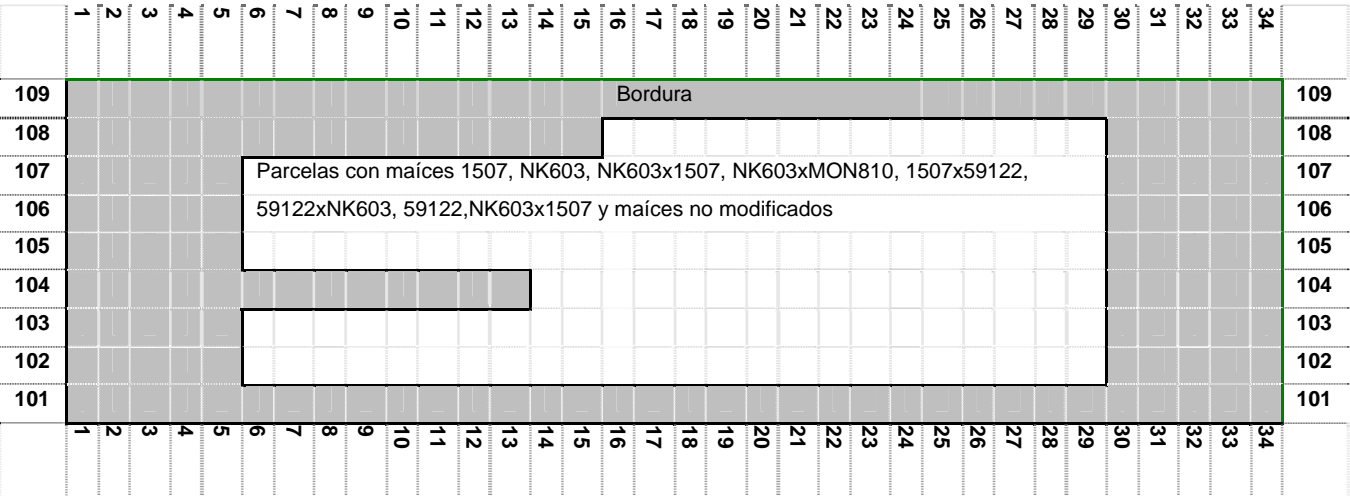 1 2 3 4 5 6 7 8 9 10 11 12 13 14 15 16 17 18 19 20 21 22 23 24 25 26 27 28 29 30 31 32 33 34
109 Bordura 109
108 108
107 Parcelas con maíces 1507, NK603, NK603x1507, NK603xMON810, 1507x59122, 107
106 59122xNK603, 59122,NK603x1507 y maíces no modificados 106
105 105
104 104
103 103
102 102
101 101
1 2 3 4 5 6 7 8 9 10 11 12 13 14 15 16 17 18 19 20 21 22 23 24 25 26 27 28 29 30 31 32 33 34